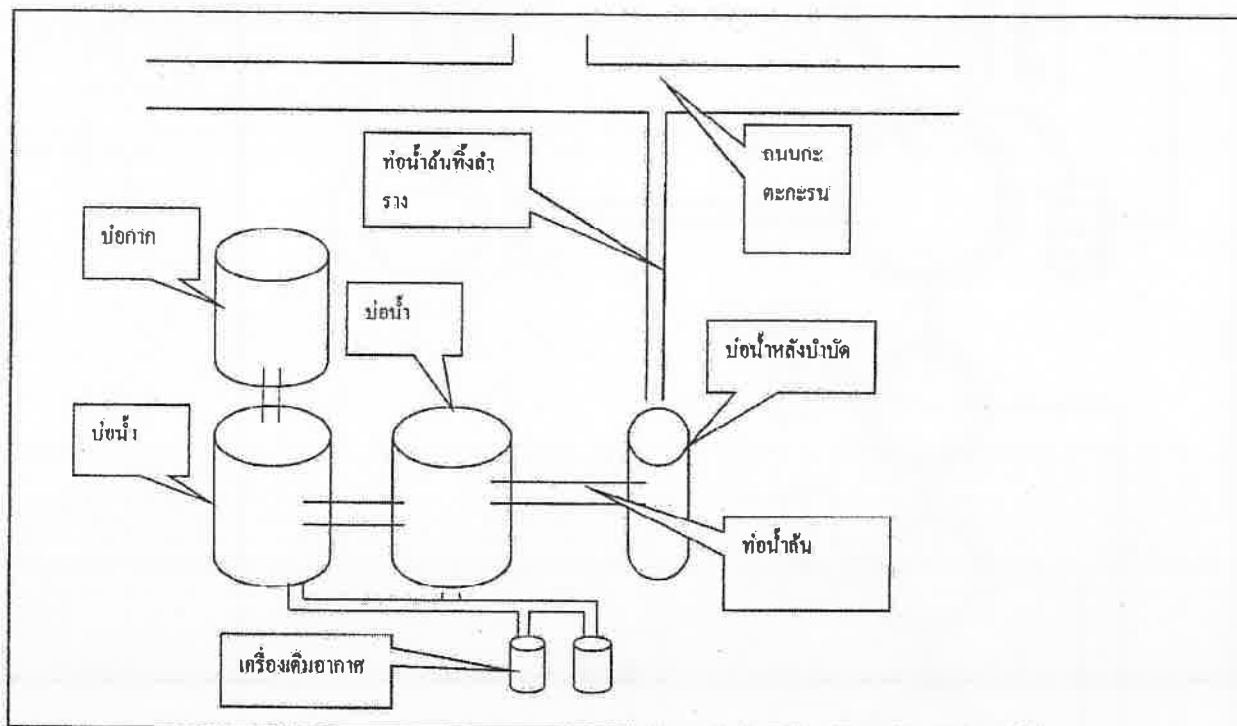 ท่อน้ำล้นทิ้งลำ
ราง
ถนบกะ
ตะกะรน
บ่อกาก
บ่อน้ำ
บ่อน้ำหลังบำบัด
บ่อน้ำ
ท่อน้ำล้น
เครื่องเติมอากาศ